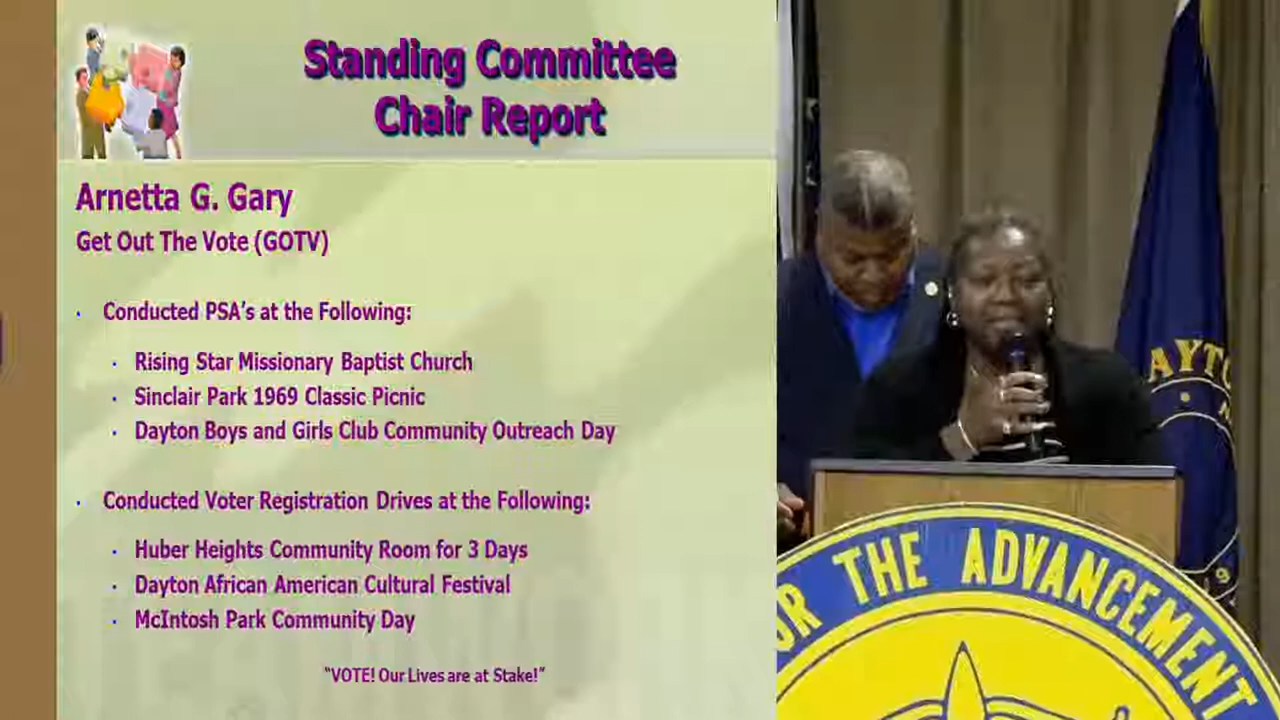 Standing Committee
Chair Report
Arnetta G. Gary
Get Out The Vote (GOTV)
Conducted PSA's at the Following:
Rising Star Missionary Baptist Church
Sinclair Park 1969 Classic Picnic
Dayton Boys and Girls Club Community Outreach Day
Conducted Voter Registration Drives at the Following:
Huber Heights Community Room for 3 Days
Dayton African American Cultural Festival
McIntosh Park Community Day
"VOTE! Our Lives are at Stake!"
AYTO
OR THE ADVANCEMENT